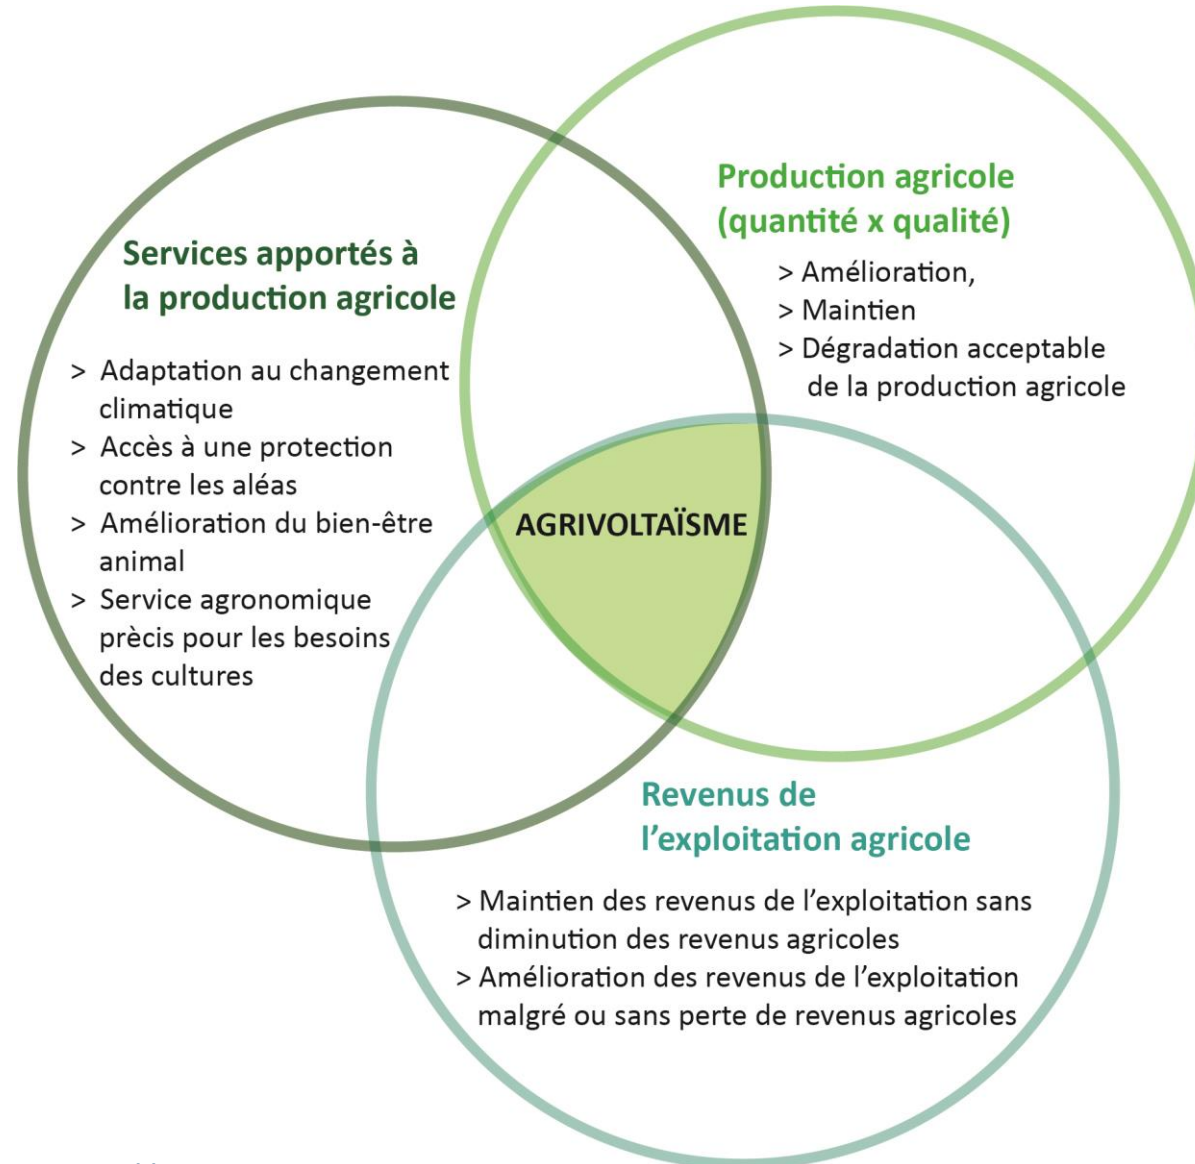 Services apportés à
la production agricole
> Adaptation au changement
climatique
> Accès à une protection
contre les aléas
> Amélioration du bien-être
animal
> Service agronomique
prècis pour les besoins
des cultures
Production agricole
(quantité x qualité)
> Amélioration,
> Maintien
> Dégradation acceptable
de la production agricole
AGRIVOLTAÏSME
Revenus de
l’exploitation agricole
> Maintien des revenus de l’exploitation sans
diminution des revenus agricoles
> Amélioration des revenus de l’exploitation
malgré ou sans perte de revenus agricoles